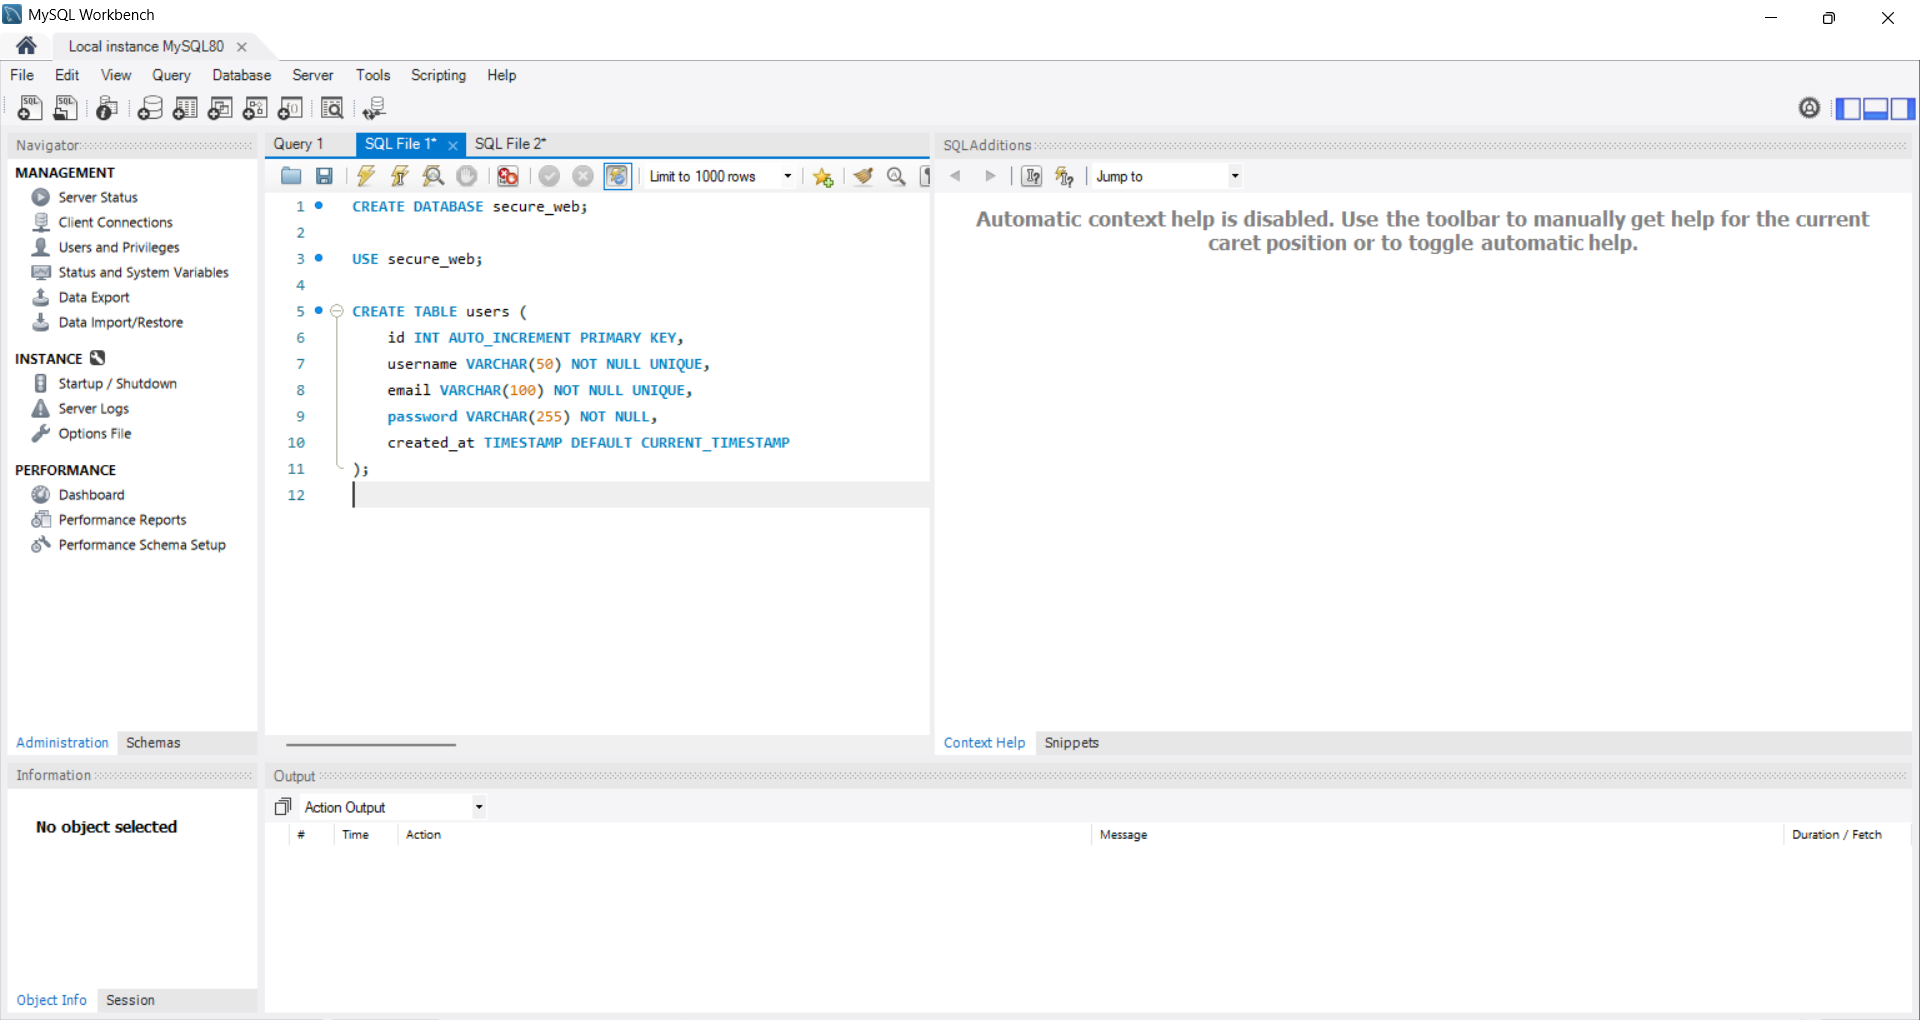 MySQL Workbench
Local instance MySQL80
File Edit View Query Database Server Tools Scripting Help
Navigator
MANAGEMENT
Server Status
Client Connections
Users and Privileges
Status and System Variables
Data Export
Data Import/Restore
INSTANCE
Startup / Shutdown
Server Logs
Options File
PERFORMANCE
Dashboard
Performance Reports
Performance Schema Setup
Administration Schemas
Information
No object selected
Object Info Session
Query 1 SQL File 1* SQL File 2*
Limit to 1000 rows
1 CREATE DATABASE secure_web;
2
3 USE secure_web;
4
5 CREATE TABLE users (
6 id INT AUTO_INCREMENT PRIMARY KEY,
7 username VARCHAR(50) NOT NULL UNIQUE,
8 email VARCHAR(100) NOT NULL UNIQUE,
9 password VARCHAR(255) NOT NULL,
10 created_at TIMESTAMP DEFAULT CURRENT_TIMESTAMP
11 );
12
SQLAdditions
Jump to
Automatic context help is disabled. Use the toolbar to manually get help for the current
caret position or to toggle automatic help.
Context Help Snippets
Output
Action Output
# Time Action Message Duration / Fetch